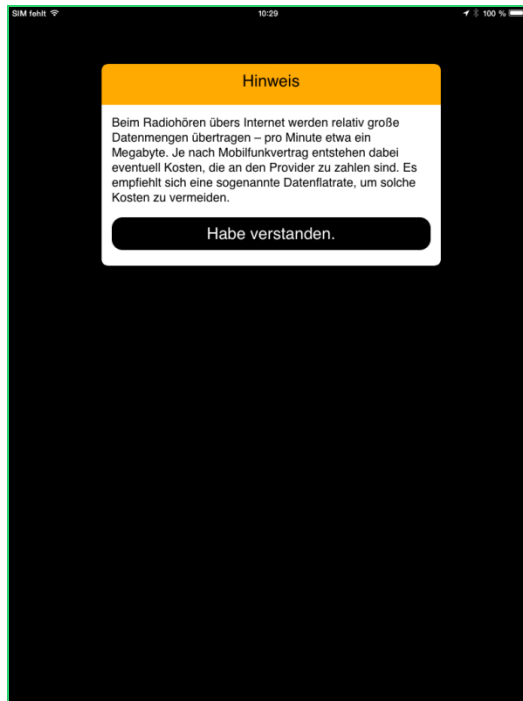 SIM fehlt
10:29
100 %
Hinweis
Beim Radiohören übers Internet werden relativ große
Datenmengen übertragen – pro Minute etwa ein
Megabyte. Je nach Mobilfunkvertrag entstehen dabei
eventuell Kosten, die an den Provider zu zahlen sind. Es
empfiehlt sich eine sogenannte Datenflatrate, um solche
Kosten zu vermeiden.
Habe verstanden.